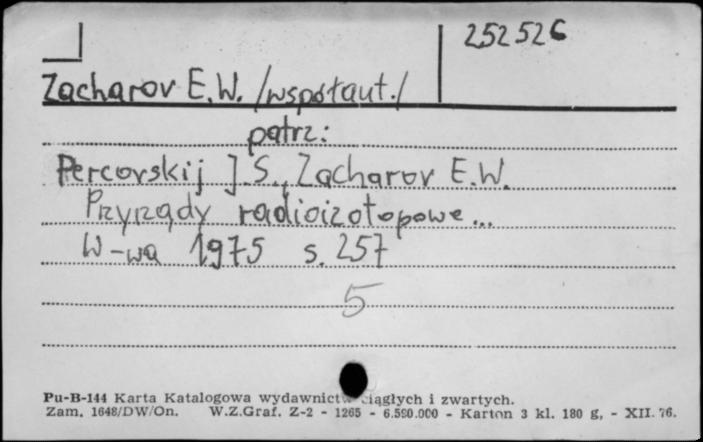 252526
Zacharov E.W. /współaut./
patrz:
Percovskij J.S., Zacharov E.W.
Przyrządy radioizotopowe...
W-wa 1975 s. 257
5
Pu-B-144 Karta Katalogowa wydawnictw ciągłych i zwartych.
Zam. 1648/DW/On. W.Z.Graf. Z-2 - 1265 - 6.590.000 - Karton 3 kl. 180 g, - XII. 76.